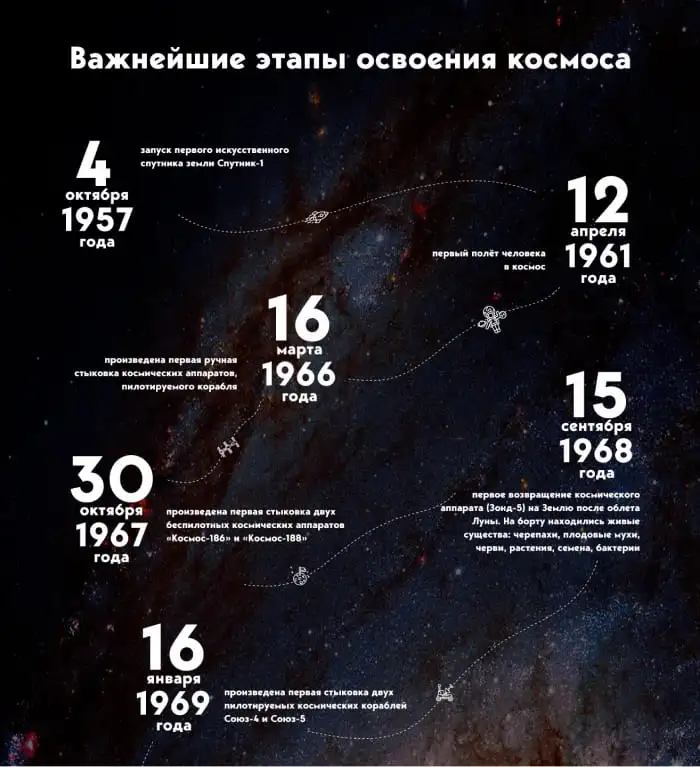 Важнейшие этапы освоения космоса
4
октября
1957
года
запуск первого искусственного
спутника земли Спутник-1
12
апреля
1961
года
первый полёт человека
в космос
16
марта
1966
года
произведена первая ручная
стыковка космических аппаратов,
пилотируемого корабля
15
сентября
1968
года
первое возвращение космического
аппарата (Зонд-5) на Землю после облета
Луны. На борту находились живые
существа: черепахи, плодовые мухи,
черви, растения, семена, бактерии
30
октября
1967
года
произведена первая стыковка двух
беспилотных космических аппаратов
«Космос-186» и «Космос-188»
16
января
1969
года
произведена первая стыковка двух
пилотируемых космических кораблей
Союз-4 и Союз-5